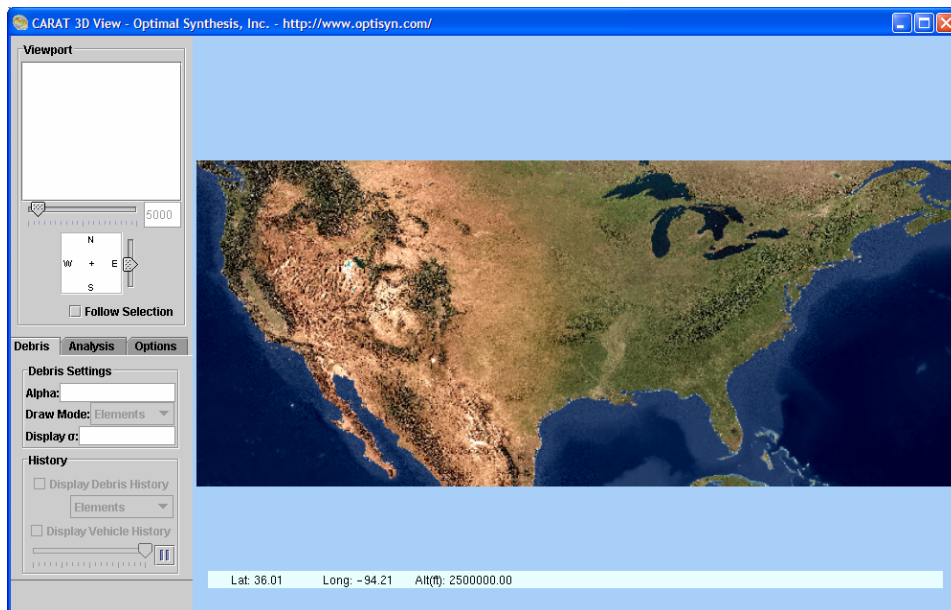 CARAT 3D View - Optimal Synthesis, Inc. - http://www.optisyn.com/
Viewport
5000
N
W + E
S
Follow Selection
Debris Analysis Options
Debris Settings
Alpha:
Draw Mode: Elements
Display σ:
History
Display Debris History
Elements
Display Vehicle History
Lat: 36.01 Long: -94.21 Alt(ft): 2500000.00